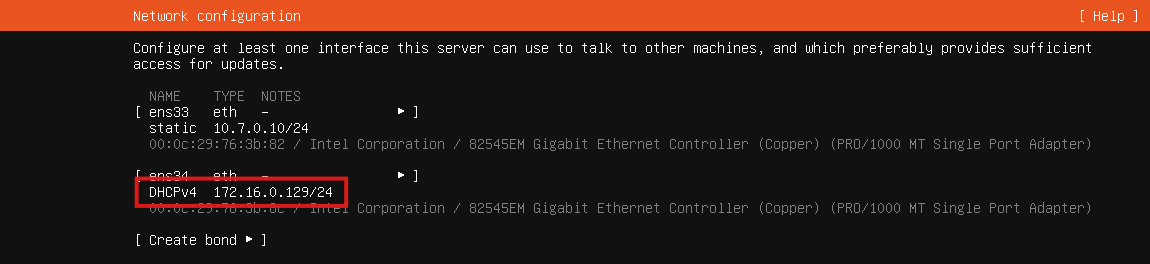 Network configuration [ Help ]
Configure at least one interface this server can use to talk to other machines, and which preferably provides sufficient
access for updates.
NAME TYPE NOTES
[ ens33 eth - ▸ ]
static 10.7.0.10/24
00:0c:29:76:3b:82 / Intel Corporation / 82545EM Gigabit Ethernet Controller (Copper) (PRO/1000 MT Single Port Adapter)
[ ens34 eth - ▸ ]
DHCPv4 172.16.0.129/24
00:0c:29:76:3b:8c / Intel Corporation / 82545EM Gigabit Ethernet Controller (Copper) (PRO/1000 MT Single Port Adapter)
[ Create bond ▸ ]